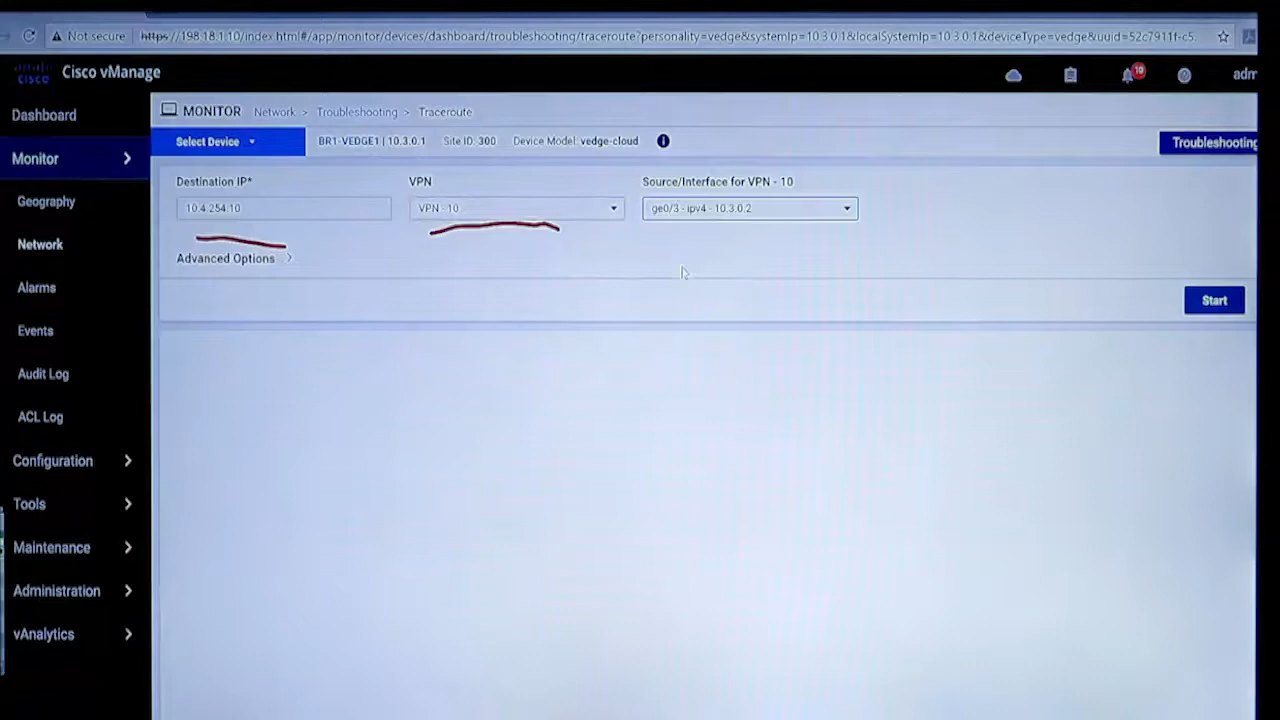 Not secure https://198.18.1.10/index.html#/app/monitor/devices/dashboard/troubleshooting/traceroute?personality=vedge&systemIp=10.3.0.1&localSystemIp=10.3.0.1&deviceType=vedge&uuid=52c7911f-c5
cisco Cisco vManage 10 adm
Dashboard
Monitor
Geography
Network
Alarms
Events
Audit Log
ACL Log
Configuration
Tools
Maintenance
Administration
vAnalytics
MONITOR Network > Troubleshooting > Traceroute
Select Device BR1-VEDGE1 | 10.3.0.1 Site ID: 300 Device Model: vedge-cloud Troubleshooting
Destination IP* VPN Source/Interface for VPN - 10
10.4.254.10 VPN - 10 ge0/3 - ipv4 - 10.3.0.2
Advanced Options
Start